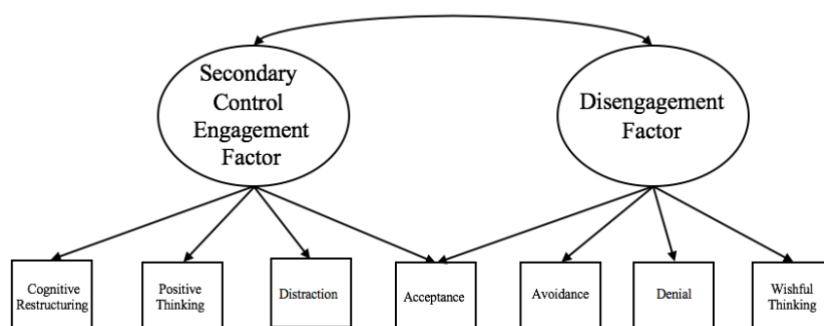 Secondary
Control
Engagement
Factor
Disengagement
Factor
Cognitive
Restructuring
Positive
Thinking
Distraction
Acceptance
Avoidance
Denial
Wishful
Thinking